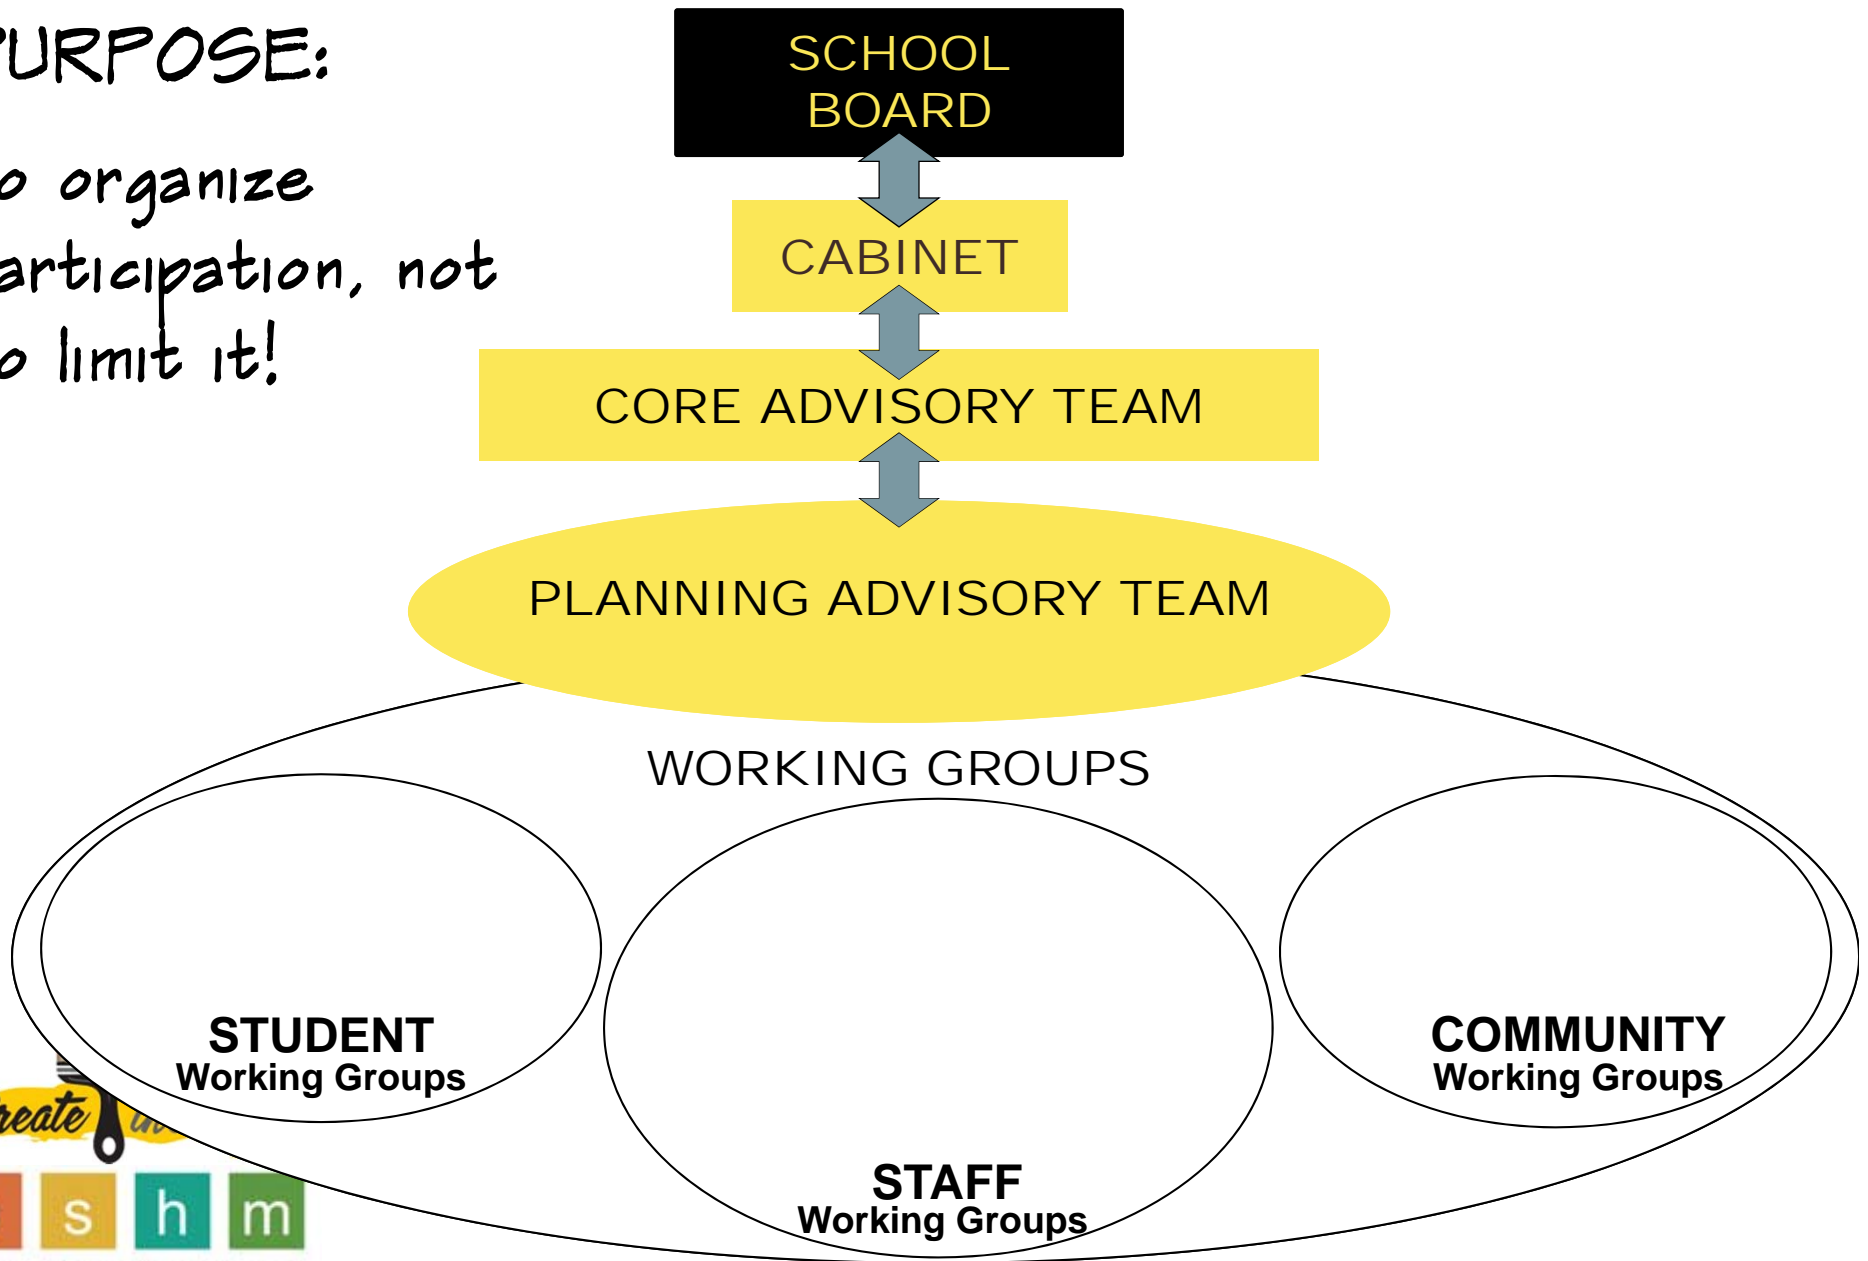 URPOSE:
o organize
articipation, not
o limit it!
SCHOOL
BOARD
CABINET
CORE ADVISORY TEAM
PLANNING ADVISORY TEAM
WORKING GROUPS
STUDENT
Working Groups
STAFF
Working Groups
COMMUNITY
Working Groups
reate
s h m